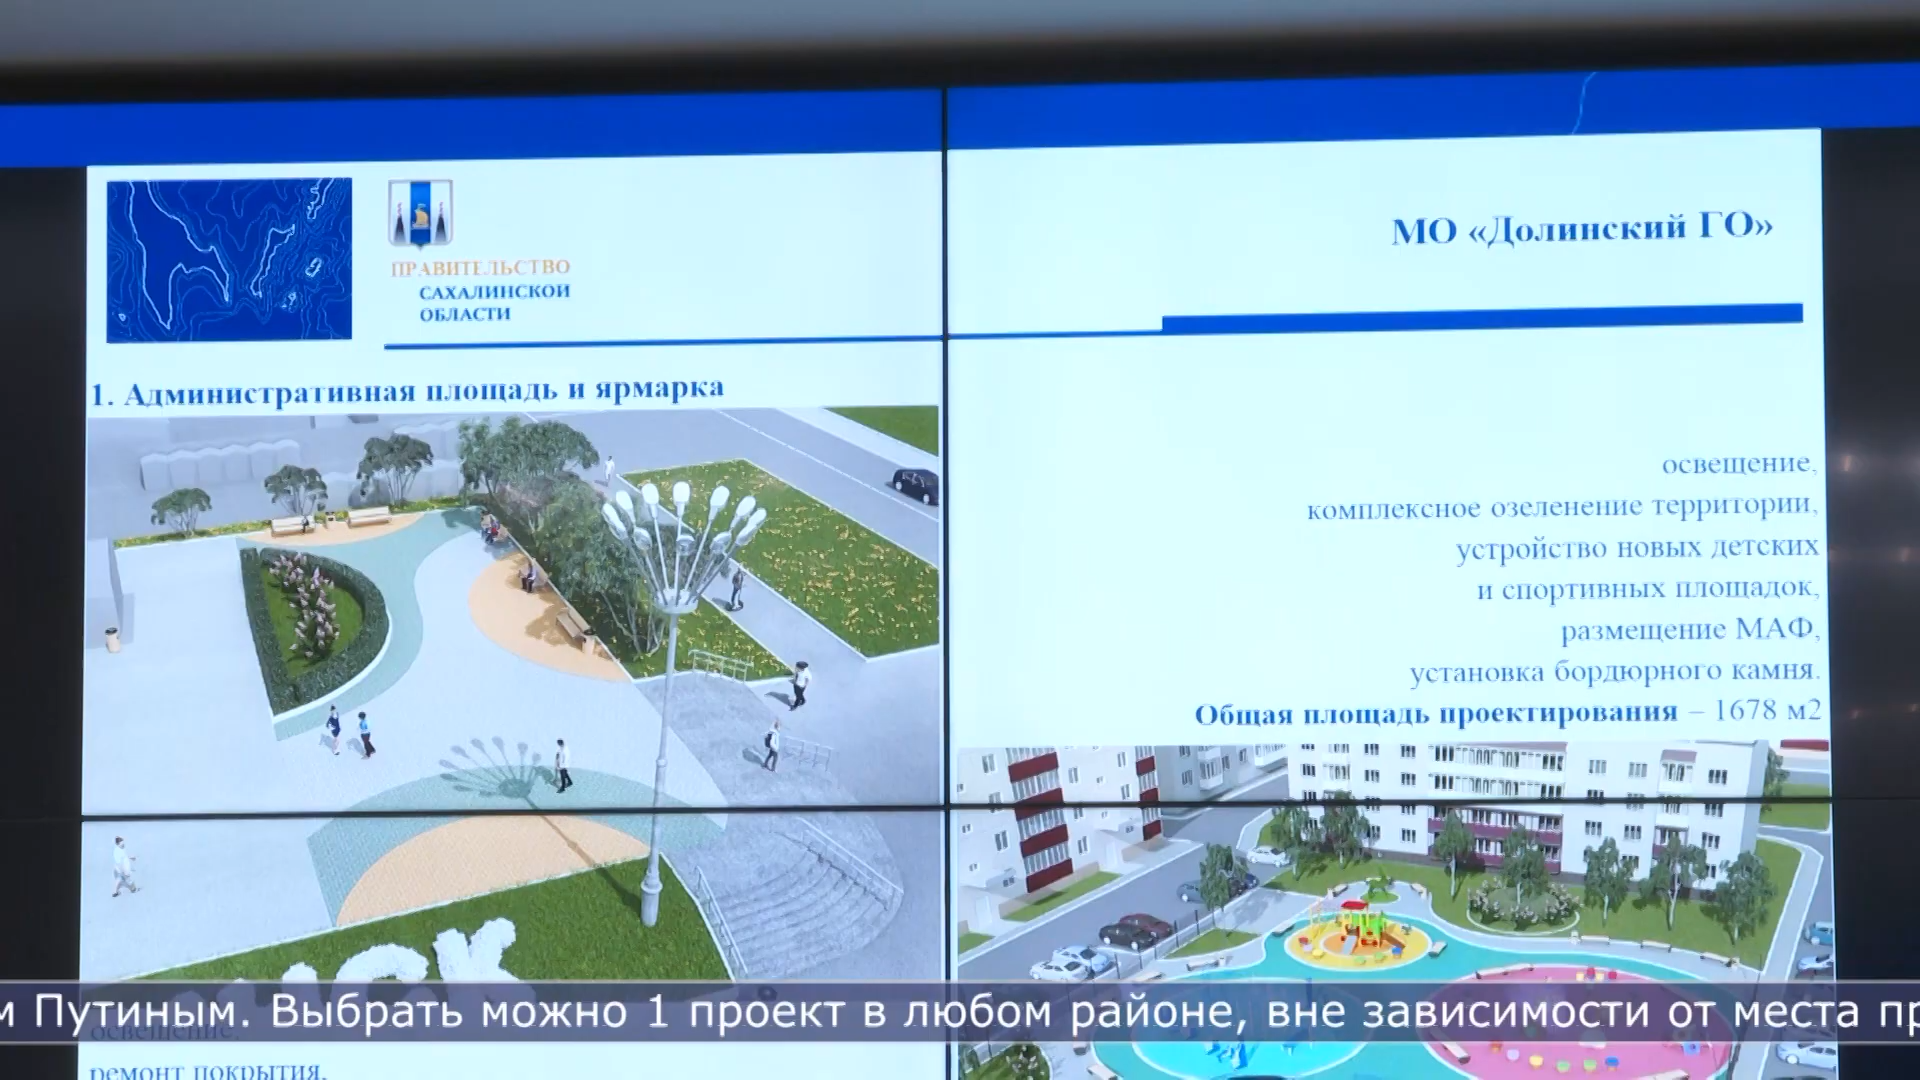 ПРАВИТЕЛЬСТВО
САХАЛИНСКОЙ
ОБЛАСТИ
МО «Долинский ГО»
1. Административная площадь и ярмарка
освещение,
комплексное озеленение территории,
устройство новых детских
и спортивных площадок,
размещение МАФ,
установка бордюрного камня.
Общая площадь проектирования – 1678 м2
м Путиным. Выбрать можно 1 проект в любом районе, вне зависимости от места пр
освещение,
ремонт покрытия,